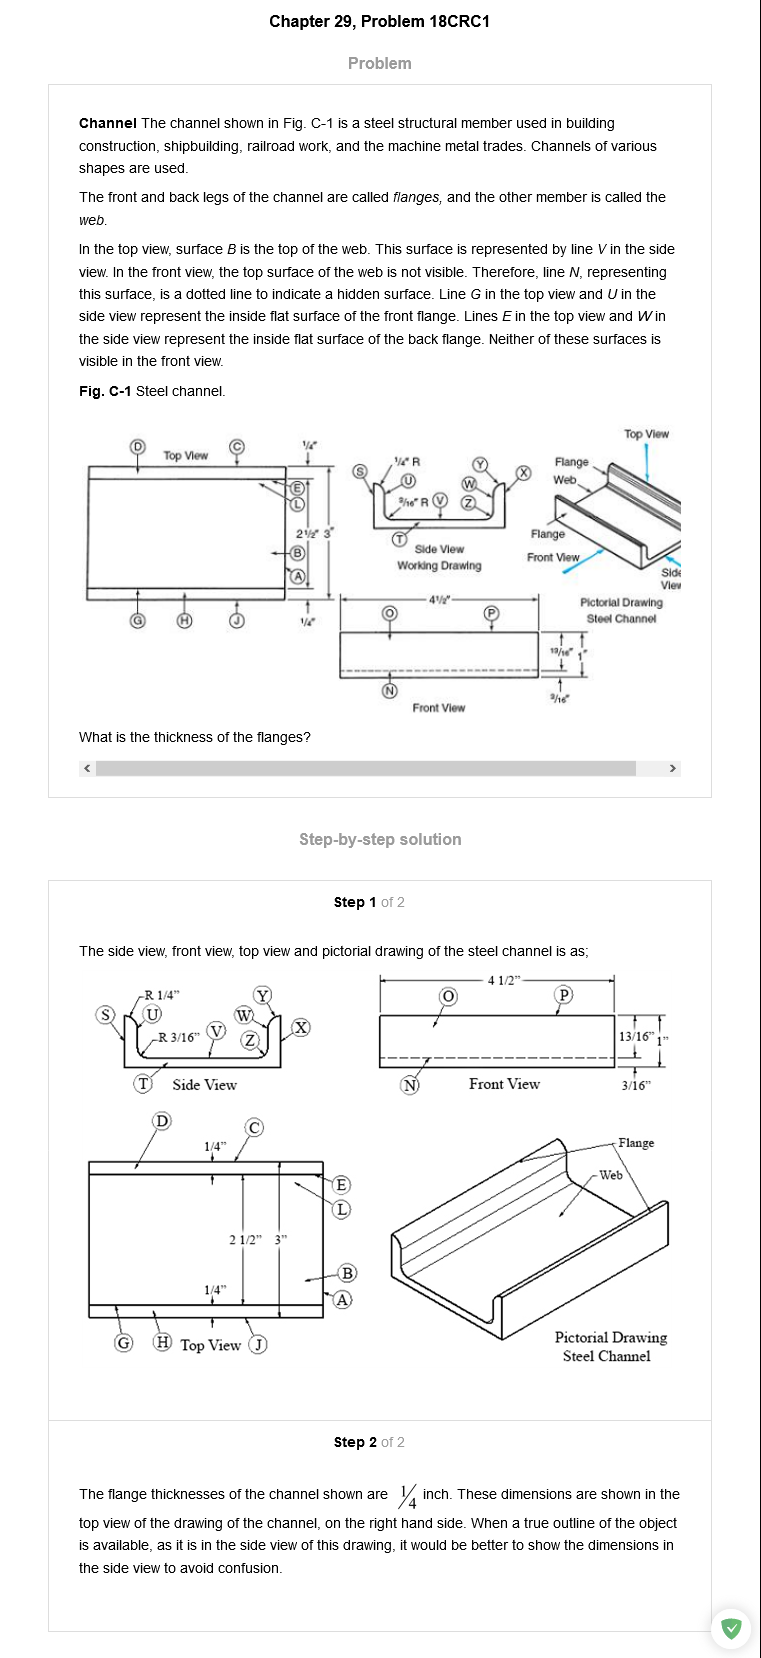 Chapter 29, Problem 18CRC1
Problem
Channel The channel shown in Fig. C-1 is a steel structural member used in building
construction, shipbuilding, railroad work, and the machine metal trades. Channels of various
shapes are used.
The front and back legs of the channel are called flanges, and the other member is called the
web.
In the top view, surface B is the top of the web. This surface is represented by line V in the side
view. In the front view, the top surface of the web is not visible. Therefore, line N, representing
this surface, is a dotted line to indicate a hidden surface. Line G in the top view and U in the
side view represent the inside flat surface of the front flange. Lines E in the top view and W in
the side view represent the inside flat surface of the back flange. Neither of these surfaces is
visible in the front view.
Fig. C-1 Steel channel.
D
Top View
C
1/4"
E
L
2 1/2" 3"
B
A
G
H
J
1/4"
S
1/4" R
U
Y
W
X
3/16" R
V
Z
T
Side View
Working Drawing
Top View
Flange
Web
Flange
Front View
Side
View
Pictorial Drawing
Steel Channel
4 1/2"
O
P
13/16" 1"
N
3/16"
Front View
What is the thickness of the flanges?
Step-by-step solution
Step 1 of 2
The side view, front view, top view and pictorial drawing of the steel channel is as;
R 1/4"
S
U
Y
W
X
R 3/16"
V
Z
T
Side View
4 1/2"
O
P
13/16" 1"
N
Front View
3/16"
D
C
1/4"
E
L
2 1/2" 3"
B
1/4"
A
G
H
Top View
J
Flange
Web
Pictorial Drawing
Steel Channel
Step 2 of 2
The flange thicknesses of the channel shown are 1/4 inch. These dimensions are shown in the
top view of the drawing of the channel, on the right hand side. When a true outline of the object
is available, as it is in the side view of this drawing, it would be better to show the dimensions in
the side view to avoid confusion.